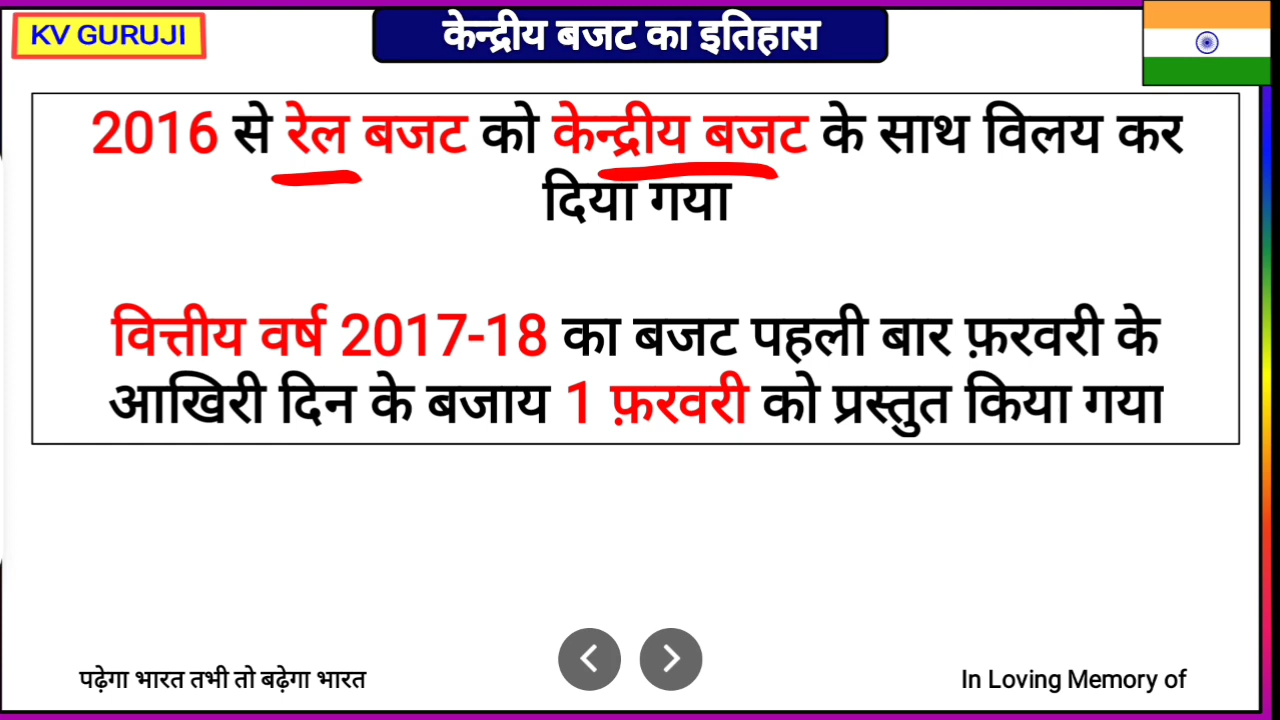 KV GURUJI
केन्द्रीय बजट का इतिहास
2016 से रेल बजट को केन्द्रीय बजट के साथ विलय कर
दिया गया
वित्तीय वर्ष 2017-18 का बजट पहली बार फ़रवरी के
आखिरी दिन के बजाय 1 फ़रवरी को प्रस्तुत किया गया
पढ़ेगा भारत तभी तो बढ़ेगा भारत
In Loving Memory of